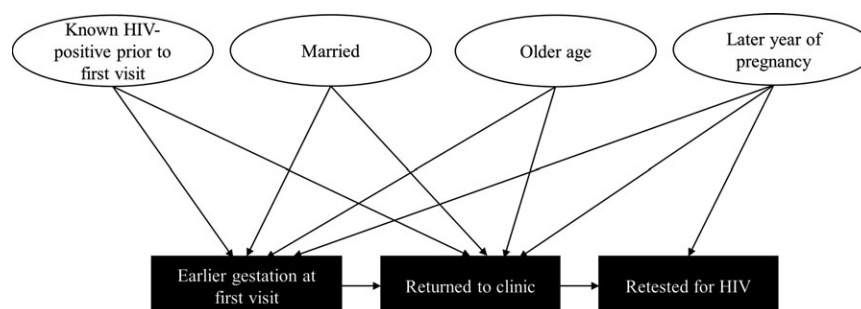 Known HIV-
positive prior to
first visit
Married
Older age
Later year of
pregnancy
Earlier gestation at
first visit
Returned to clinic
Retested for HIV